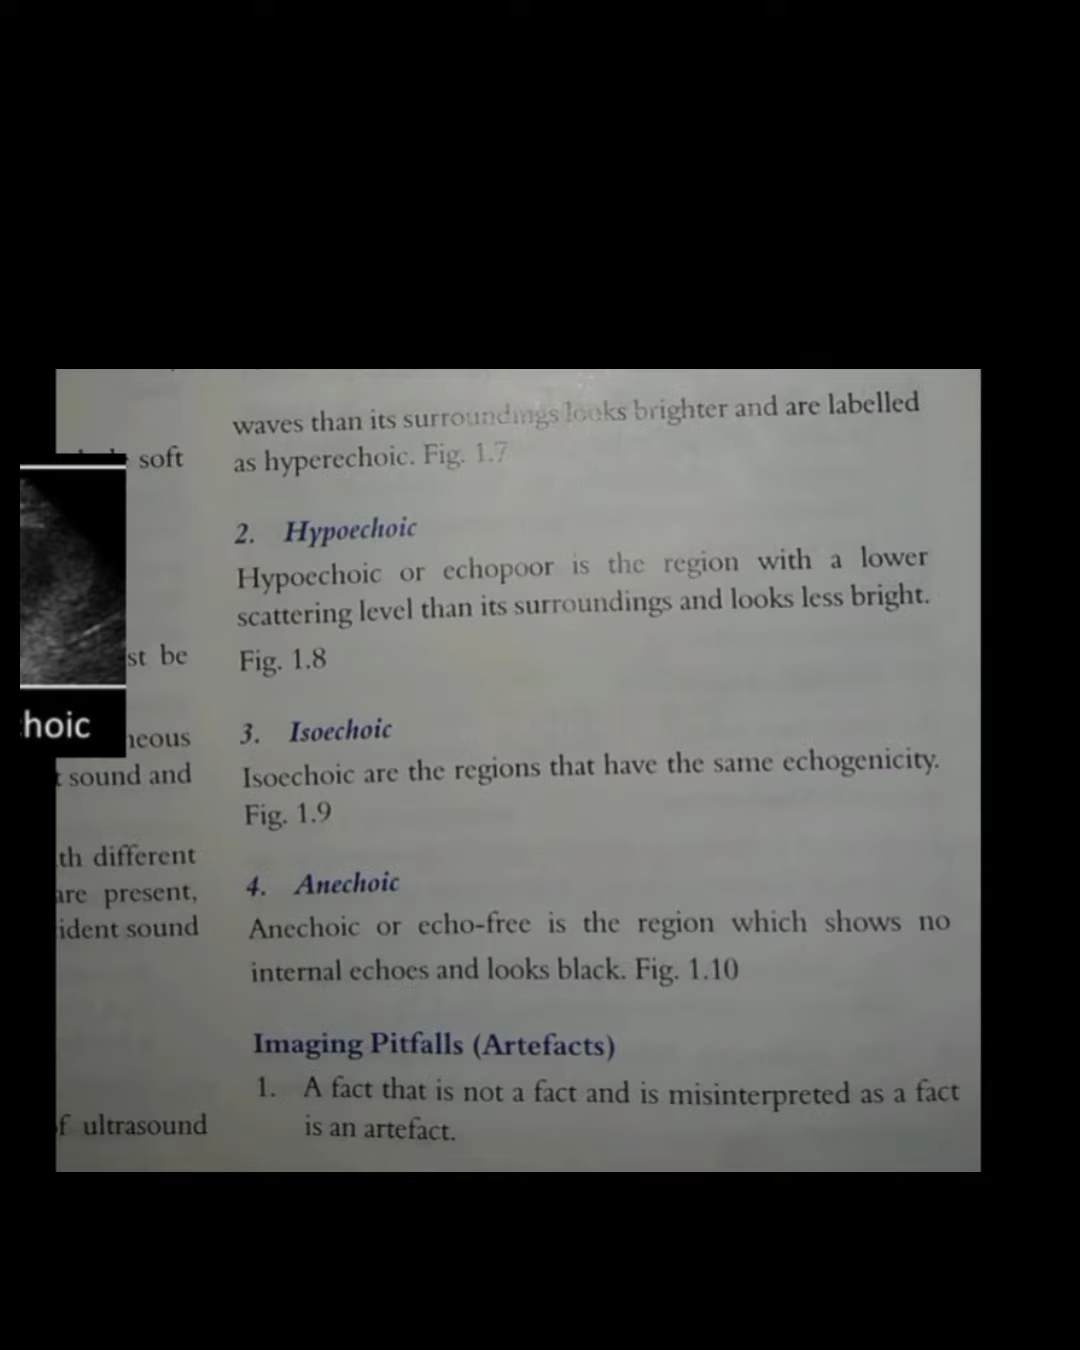 soft
st be
hoic
neous
sound and
th different
are present,
ident sound
f ultrasound
waves than its surroundings looks brighter and are labelled
as hyperechoic. Fig. 1.7
2. Hypoechoic
Hypoechoic or echopoor is the region with a lower
scattering level than its surroundings and looks less bright.
Fig. 1.8
3. Isoechoic
Isoechoic are the regions that have the same echogenicity.
Fig. 1.9
4. Anechoic
Anechoic or echo-free is the region which shows no
internal echoes and looks black. Fig. 1.10
Imaging Pitfalls (Artefacts)
1. A fact that is not a fact and is misinterpreted as a fact
is an artefact.